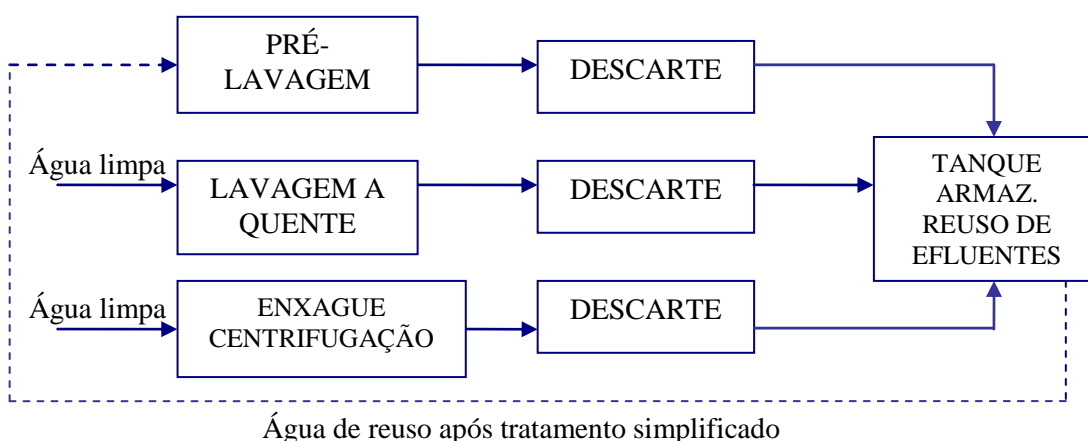 PRÉ-
LAVAGEM
DESCARTE
Água limpa
LAVAGEM A
QUENTE
DESCARTE
TANQUE
ARMAZ.
REUSO DE
EFLUENTES
Água limpa
ENXAGUE
CENTRIFUGAÇÃO
DESCARTE
Água de reuso após tratamento simplificado